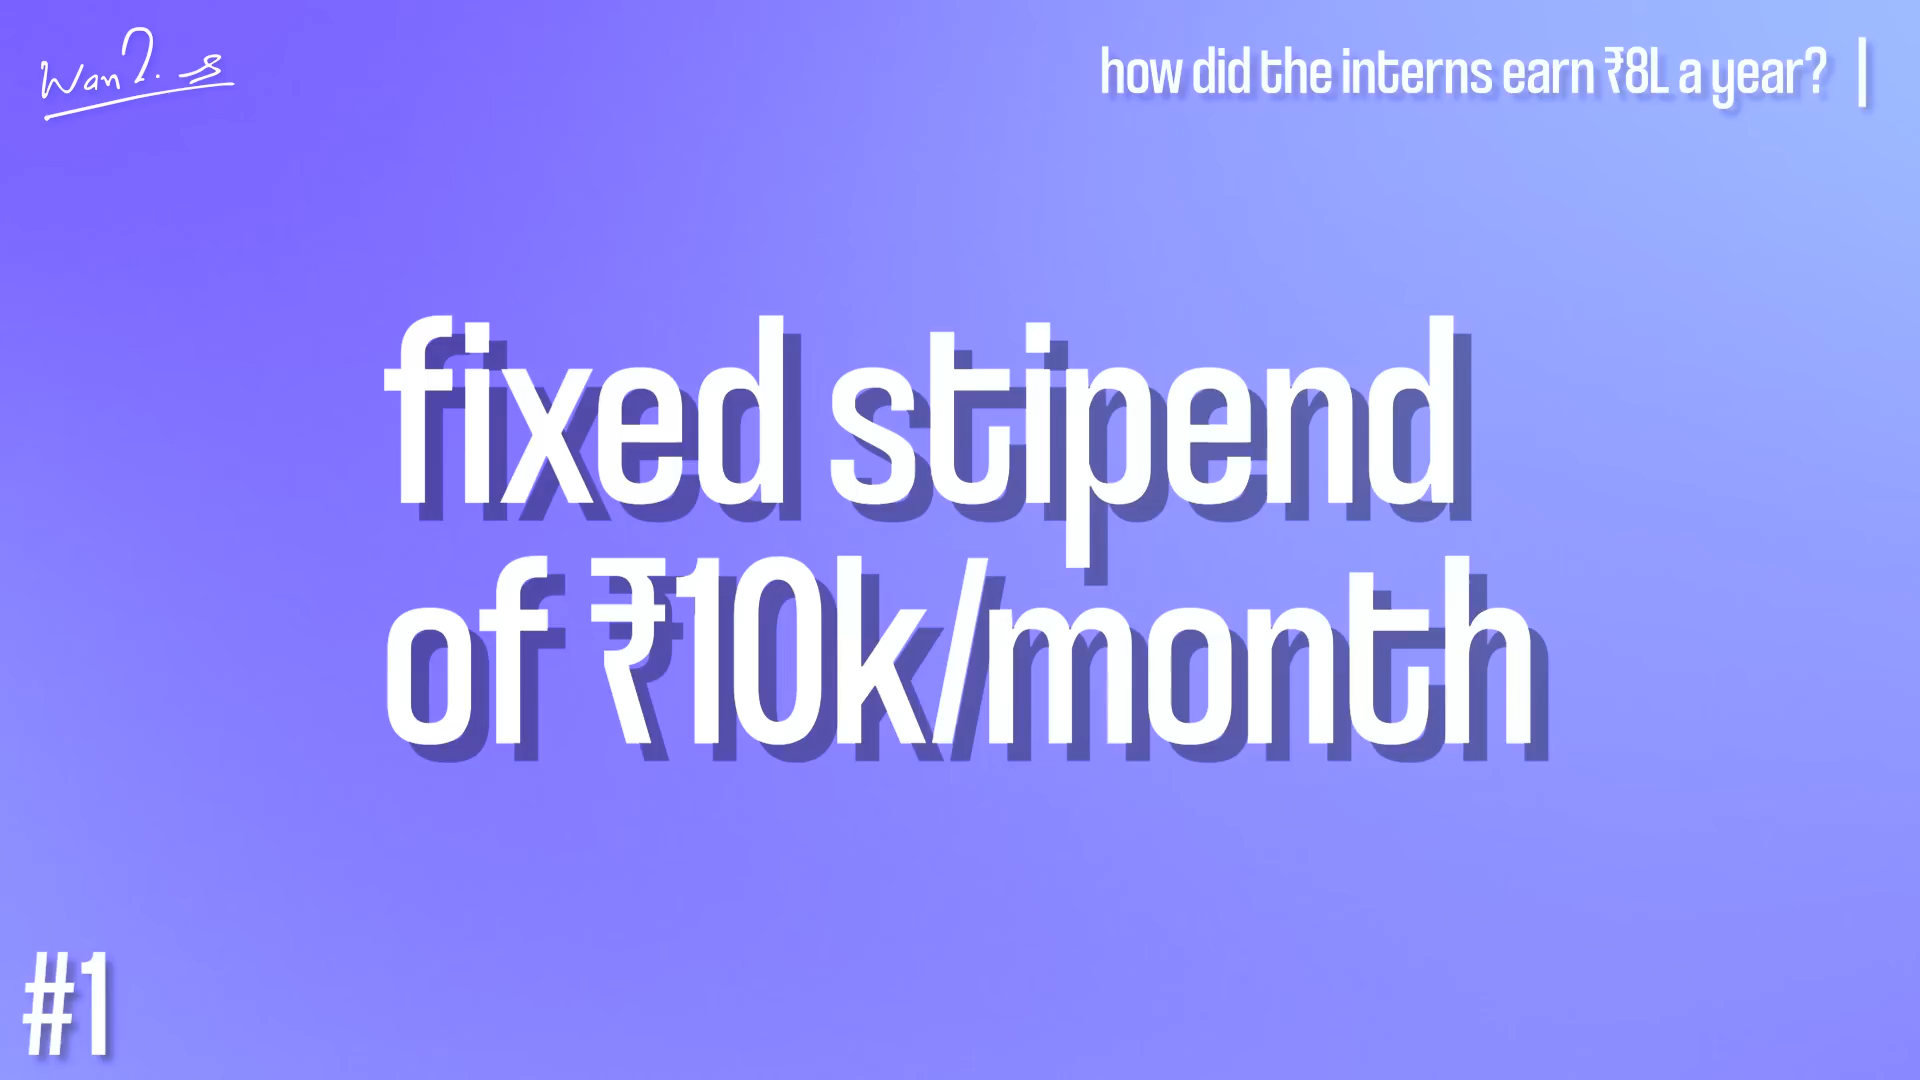 how did the interns earn ₹8L a year?
fixed stipend
of ₹10k/month
#1